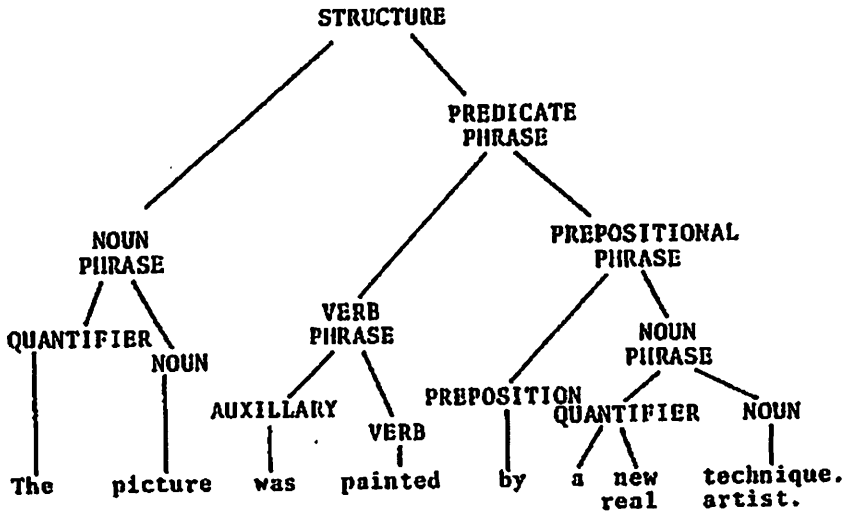 STRUCTURE
PREDICATE
PHRASE
NOUN
PHRASE
PREPOSITIONAL
PHRASE
VERB
PHRASE
NOUN
PHRASE
QUANTIFIER
NOUN
AUXILLARY
VERB
PREPOSITION
QUANTIFIER
NOUN
The picture was painted by a new technique.
real artist.